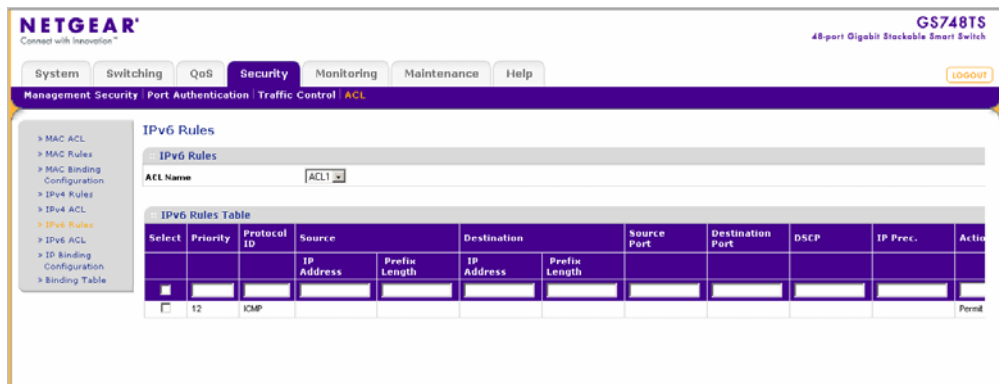 NETGEAR®
Connect with Innovation™
GS748TS
48-port Gigabit Stackable Smart Switch
System Switching QoS Security Monitoring Maintenance Help
LOGOUT
Management Security Port Authentication Traffic Control ACL
> MAC ACL
> MAC Rules
> MAC Binding
Configuration
> IPv4 Rules
> IPv4 ACL
> IPv6 Rules
> IPv6 ACL
> IP Binding
Configuration
> Binding Table
IPv6 Rules
IPv6 Rules
ACL Name ACL1
IPv6 Rules Table
Select Priority Protocol ID Source Destination Source Port Destination Port DSCP IP Prec. Actio
IP Address Prefix Length IP Address Prefix Length
12 ICMP Permit